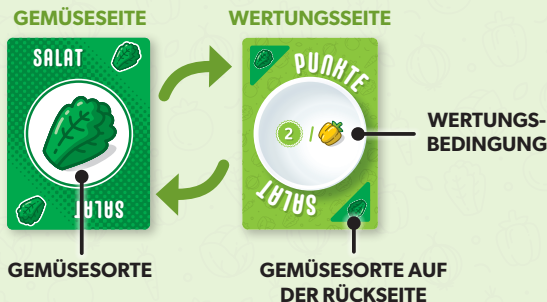 GEMÜSESEITE
WERTUNGSSEITE
SALAT
SALAT
PUNKTE
2 /
SALAT
WERTUNGS-
BEDINGUNG
GEMÜSESORTE
GEMÜSESORTE AUF
DER RÜCKSEITE